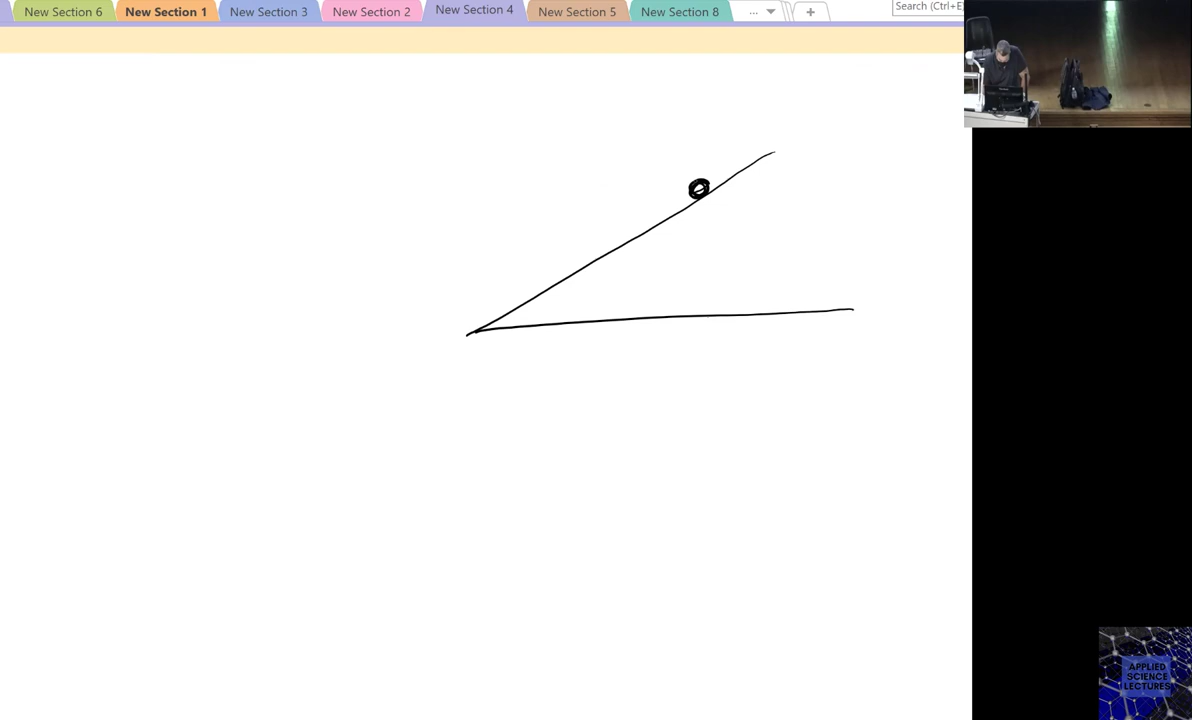 New Section 6 New Section 1 New Section 3 New Section 2 New Section 4 New Section 5 New Section 8 ... + Search (Ctrl+E)
APPLIED
SCIENCE
LECTURES